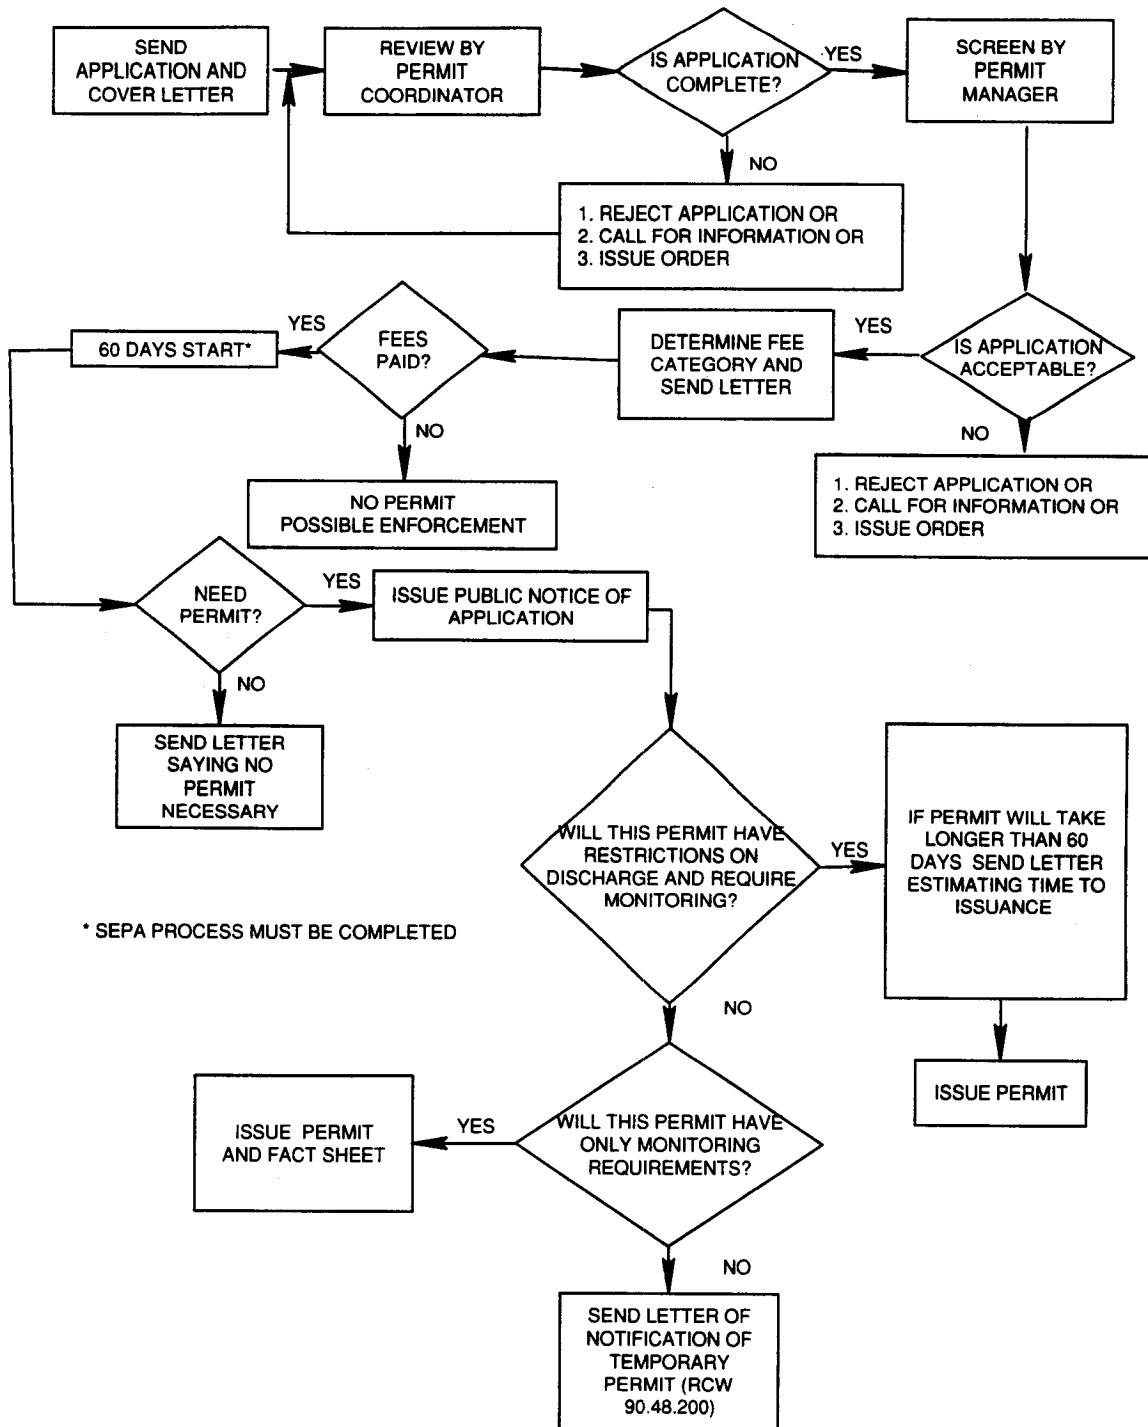 SEND
APPLICATION AND
COVER LETTER
REVIEW BY
PERMIT
COORDINATOR
IS APPLICATION
COMPLETE?
YES
SCREEN BY
PERMIT
MANAGER
NO
1. REJECT APPLICATION OR
2. CALL FOR INFORMATION OR
3. ISSUE ORDER
IS APPLICATION
ACCEPTABLE?
YES
DETERMINE FEE
CATEGORY AND
SEND LETTER
FEES
PAID?
YES
60 DAYS START*
NO
NO PERMIT
POSSIBLE ENFORCEMENT
NO
1. REJECT APPLICATION OR
2. CALL FOR INFORMATION OR
3. ISSUE ORDER
NEED
PERMIT?
YES
ISSUE PUBLIC NOTICE OF
APPLICATION
NO
SEND LETTER
SAYING NO
PERMIT
NECESSARY
WILL THIS PERMIT HAVE
RESTRICTIONS ON
DISCHARGE AND REQUIRE
MONITORING?
YES
IF PERMIT WILL TAKE
LONGER THAN 60
DAYS SEND LETTER
ESTIMATING TIME TO
ISSUANCE
* SEPA PROCESS MUST BE COMPLETED
NO
ISSUE PERMIT
WILL THIS PERMIT HAVE
ONLY MONITORING
REQUIREMENTS?
YES
ISSUE PERMIT
AND FACT SHEET
NO
SEND LETTER OF
NOTIFICATION OF
TEMPORARY
PERMIT (RCW
90.48.200)